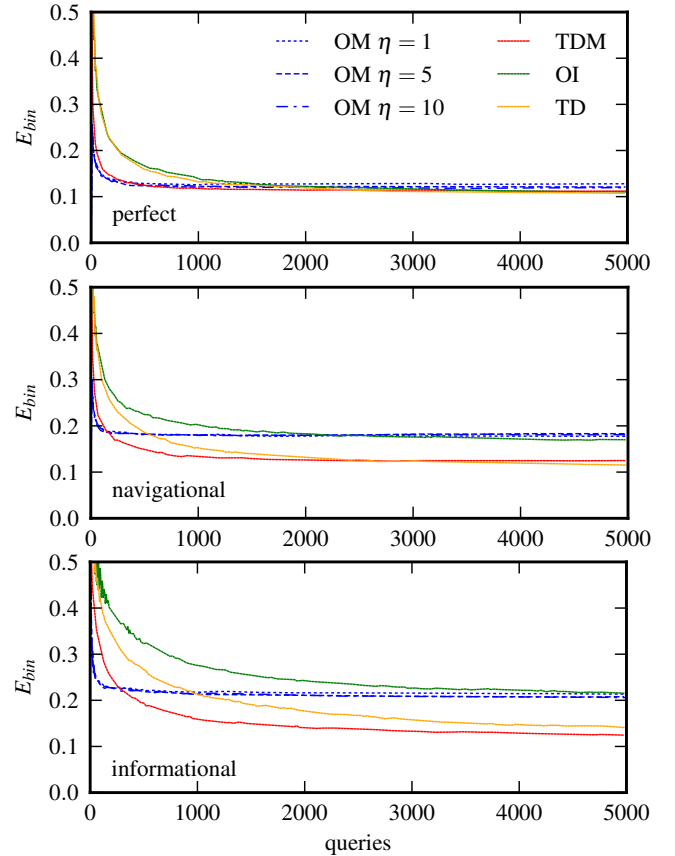 0.5
0.4
0.3
0.2
0.1
0.0
E_bin
OM η = 1
OM η = 5
OM η = 10
TDM
OI
TD
perfect
0 1000 2000 3000 4000 5000
0.5
0.4
0.3
0.2
0.1
0.0
E_bin
navigational
0 1000 2000 3000 4000 5000
0.5
0.4
0.3
0.2
0.1
0.0
E_bin
informational
0 1000 2000 3000 4000 5000
queries